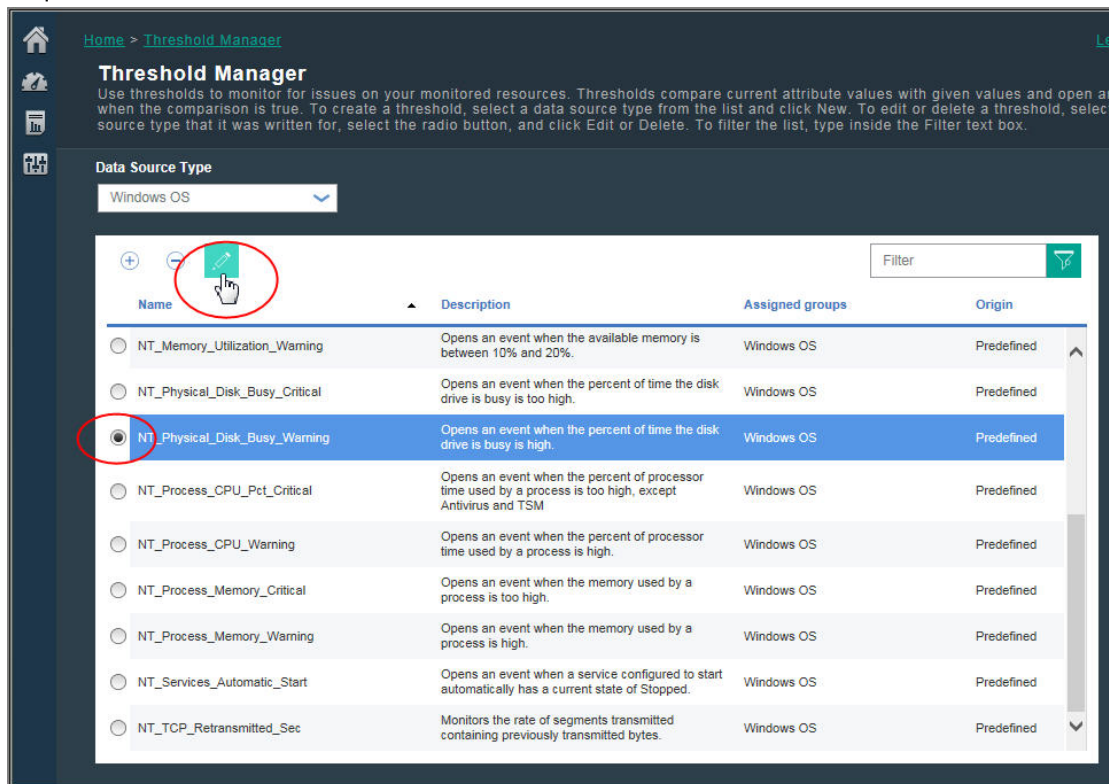 Home > Threshold Manager
Threshold Manager
Use thresholds to monitor for issues on your monitored resources. Thresholds compare current attribute values with given values and open
when the comparison is true. To create a threshold, select a data source type from the list and click New. To edit or delete a threshold,
source type that it was written for, select the radio button, and click Edit or Delete. To filter the list, type inside the Filter text box.
Data Source Type
Windows OS
Filter
Name Description Assigned groups Origin
NT_Memory_Utilization_Warning Opens an event when the available memory is Windows OS Predefined
between 10% and 20%.
NT_Physical_Disk_Busy_Critical Opens an event when the percent of time the disk Windows OS Predefined
drive is busy is too high.
NT_Physical_Disk_Busy_Warning Opens an event when the percent of time the disk Windows OS Predefined
drive is busy is high.
NT_Process_CPU_Pct_Critical Opens an event when the percent of processor Windows OS Predefined
time used by a process is too high, except
Antivirus and TSM
NT_Process_CPU_Warning Opens an event when the percent of processor Windows OS Predefined
time used by a process is high.
NT_Process_Memory_Critical Opens an event when the memory used by a Windows OS Predefined
process is too high.
NT_Process_Memory_Warning Opens an event when the memory used by a Windows OS Predefined
process is high.
NT_Services_Automatic_Start Opens an event when a service configured to start Windows OS Predefined
automatically has a current state of Stopped.
NT_TCP_Retransmitted_Sec Monitors the rate of segments transmitted Windows OS Predefined
containing previously transmitted bytes.